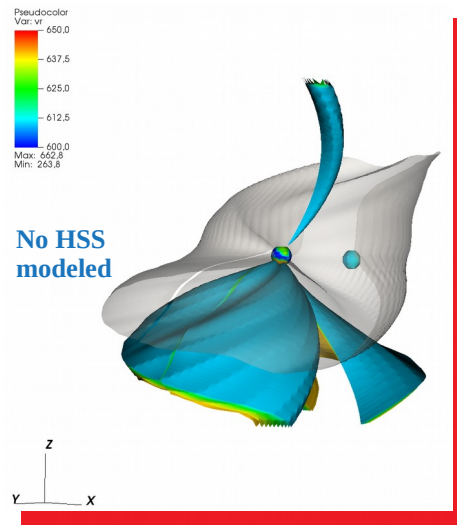 Pseudocolor
Var: vr
650,0
637,5
625,0
612,5
600,0
Max: 662,8
Min: 263,8
No HSS
modeled
Z
Y
X